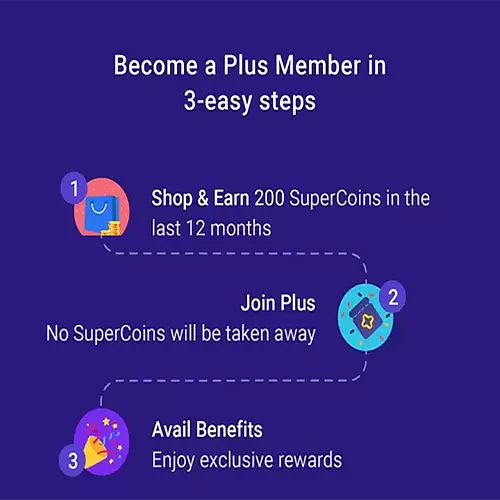 Become a Plus Member in
3-easy steps
1
Shop & Earn 200 SuperCoins in the
last 12 months
Join Plus
2
No SuperCoins will be taken away
3
Avail Benefits
Enjoy exclusive rewards